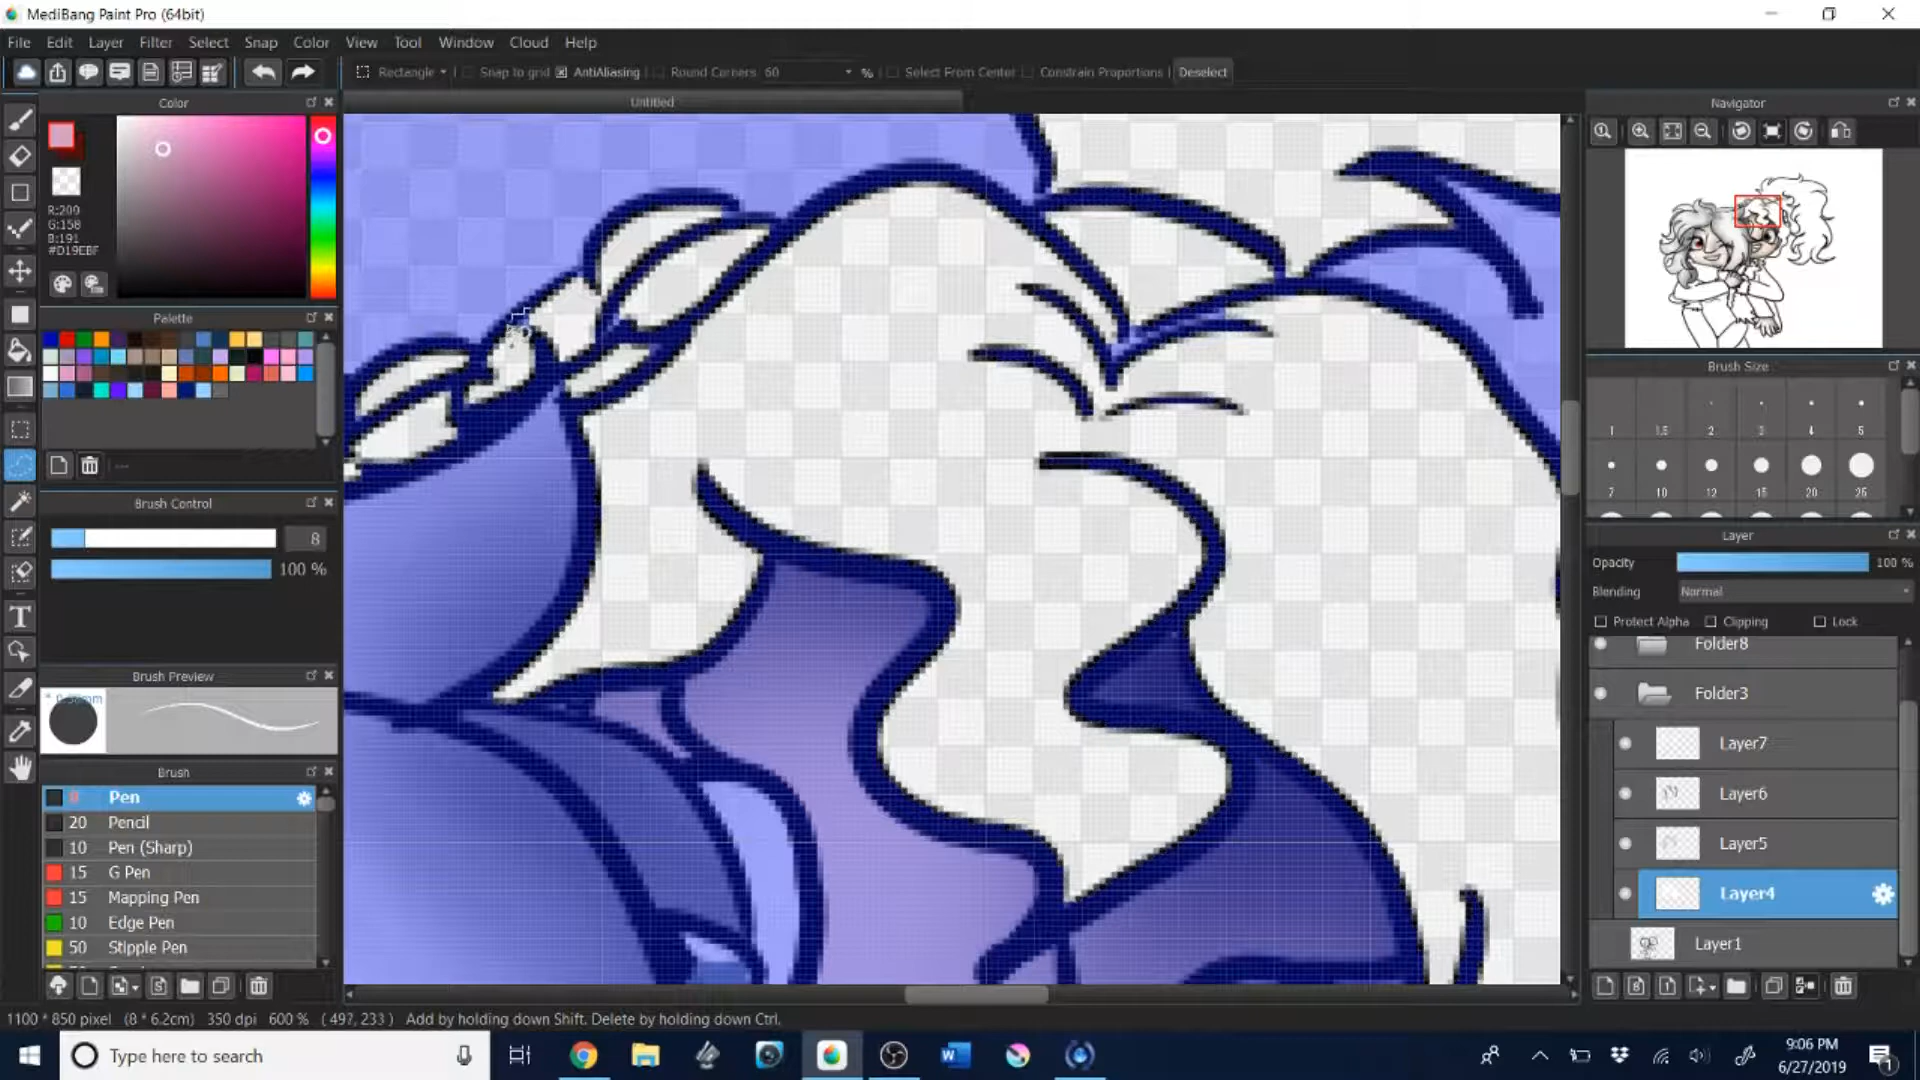 MediBang Paint Pro (64bit)
File Edit Layer Filter Select Snap Color View Tool Window Cloud Help
Rectangle Snap to grid AntiAliasing Round Corners 60 % Select From Center Constrain Proportions Deselect
Color
Untitled
Navigator
R:209
G:158
B:191
#D19EBF
Palette
Brush Size
1 1.5 2 3 4 5
7 10 12 15 20 25
---
Brush Control
8
100 %
Layer
Opacity 100 %
Blending Normal
Protect Alpha Clipping Lock
Folder8
Folder3
Layer7
Layer6
Layer5
Layer4
Layer1
Brush Preview
Brush
8 Pen
20 Pencil
10 Pen (Sharp)
15 G Pen
15 Mapping Pen
10 Edge Pen
50 Stipple Pen
1100 * 850 pixel (8 * 6.2cm) 350 dpi 600 % ( 497, 233 ) Add by holding down Shift. Delete by holding down Ctrl.
Type here to search
9:06 PM
6/27/2019
1